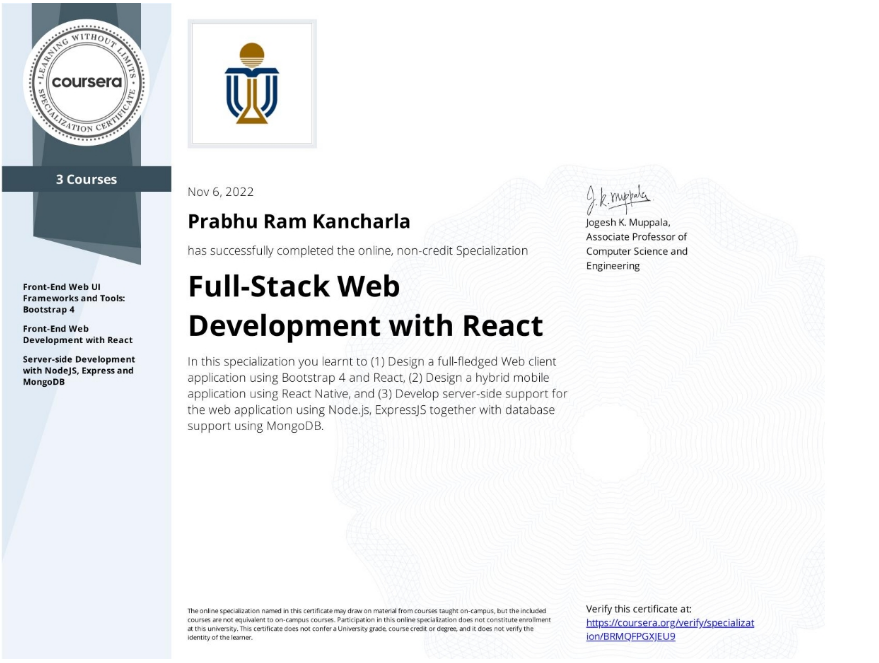 LEARNING WITHOUT LIMITS
coursera
SPECIALIZATION CERTIFICATE
3 Courses
Front-End Web UI
Frameworks and Tools:
Bootstrap 4
Front-End Web
Development with React
Server-side Development
with NodeJS, Express and
MongoDB
Nov 6, 2022
Prabhu Ram Kancharla
has successfully completed the online, non-credit Specialization
Full-Stack Web
Development with React
In this specialization you learnt to (1) Design a full-fledged Web client
application using Bootstrap 4 and React, (2) Design a hybrid mobile
application using React Native, and (3) Develop server-side support for
the web application using Node.js, ExpressJS together with database
support using MongoDB.
J. K. Muppala
Jogesh K. Muppala,
Associate Professor of
Computer Science and
Engineering
The online specialization named in this certificate may draw on material from courses taught on-campus, but the included
courses are not equivalent to on-campus courses. Participation in this online specialization does not constitute enrollment
at this university. This certificate does not confer a University grade, course credit or degree, and it does not verify the
identity of the learner.
Verify this certificate at:
https://coursera.org/verify/specializat
ion/BRMQFPGXJEU9